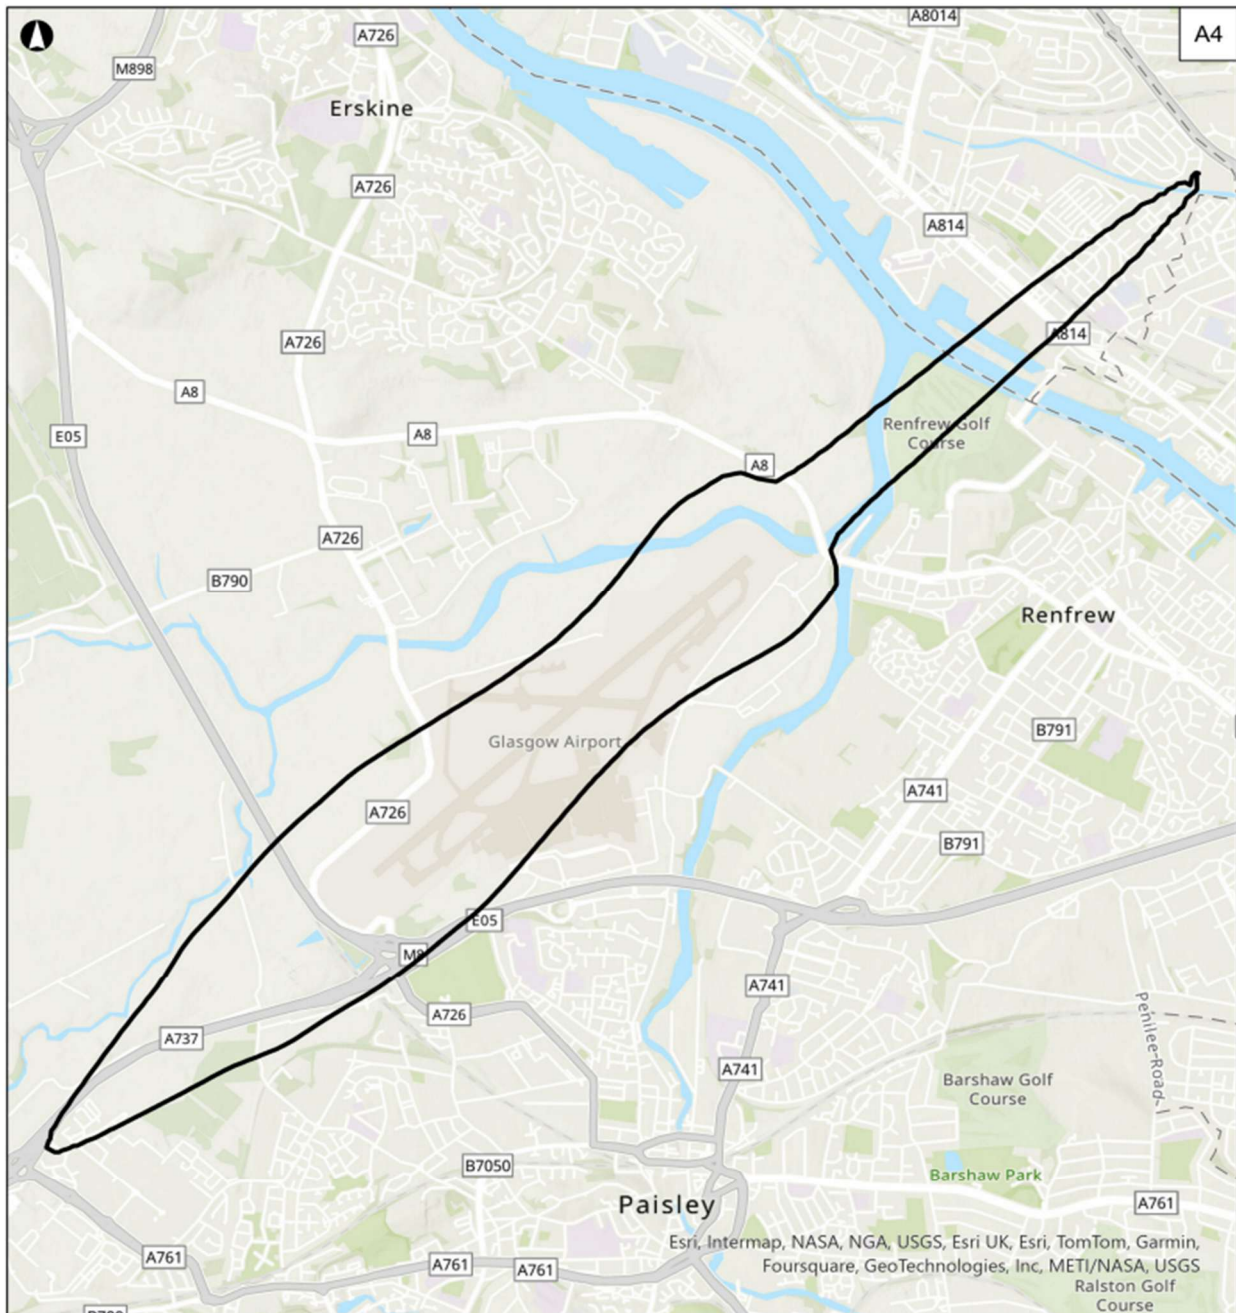 A8014
A4
A726
M898
Erskine
A726
A814
A814
A726
A8
A8
E05
Renfrew Golf
Course
A8
A726
B790
Renfrew
B791
Glasgow Airport
A741
A726
B791
E05
M8
A741
A726
Penilee Road
A737
A741
Barshaw Golf
Course
B7050
Barshaw Park
Paisley
A761
Esri, Intermap, NASA, NGA, USGS, Esri UK, Esri, TomTom, Garmin,
Foursquare, GeoTechnologies, Inc, METI/NASA, USGS
A761
A761
A761
Ralston Golf
Course